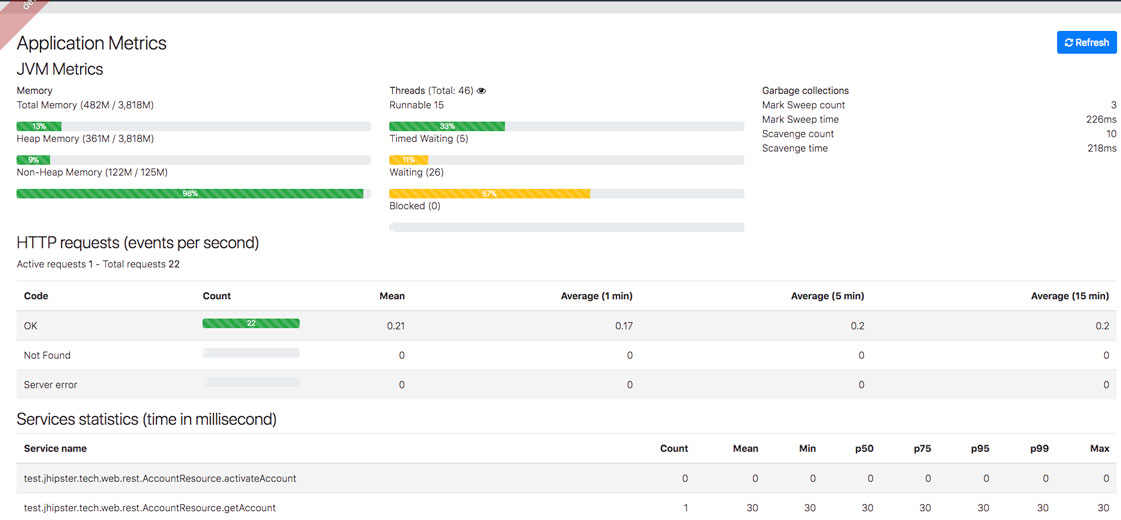 Application Metrics
Refresh
JVM Metrics
Memory
Total Memory (482M / 3,818M)
13%
Heap Memory (361M / 3,818M)
9%
Non-Heap Memory (122M / 125M)
98%
Threads (Total: 46)
Runnable 15
33%
Timed Waiting (5)
11%
Waiting (26)
57%
Blocked (0)
Garbage collections
Mark Sweep count 3
Mark Sweep time 226ms
Scavenge count 10
Scavenge time 218ms
HTTP requests (events per second)
Active requests 1 - Total requests 22
Code Count Mean Average (1 min) Average (5 min) Average (15 min)
OK 22 0.21 0.17 0.2 0.2
Not Found 0 0 0 0 0
Server error 0 0 0 0 0
Services statistics (time in millisecond)
Service name Count Mean Min p50 p75 p95 p99 Max
test.jhipster.tech.web.rest.AccountResource.activateAccount 0 0 0 0 0 0 0 0
test.jhipster.tech.web.rest.AccountResource.getAccount 1 30 30 30 30 30 30 30